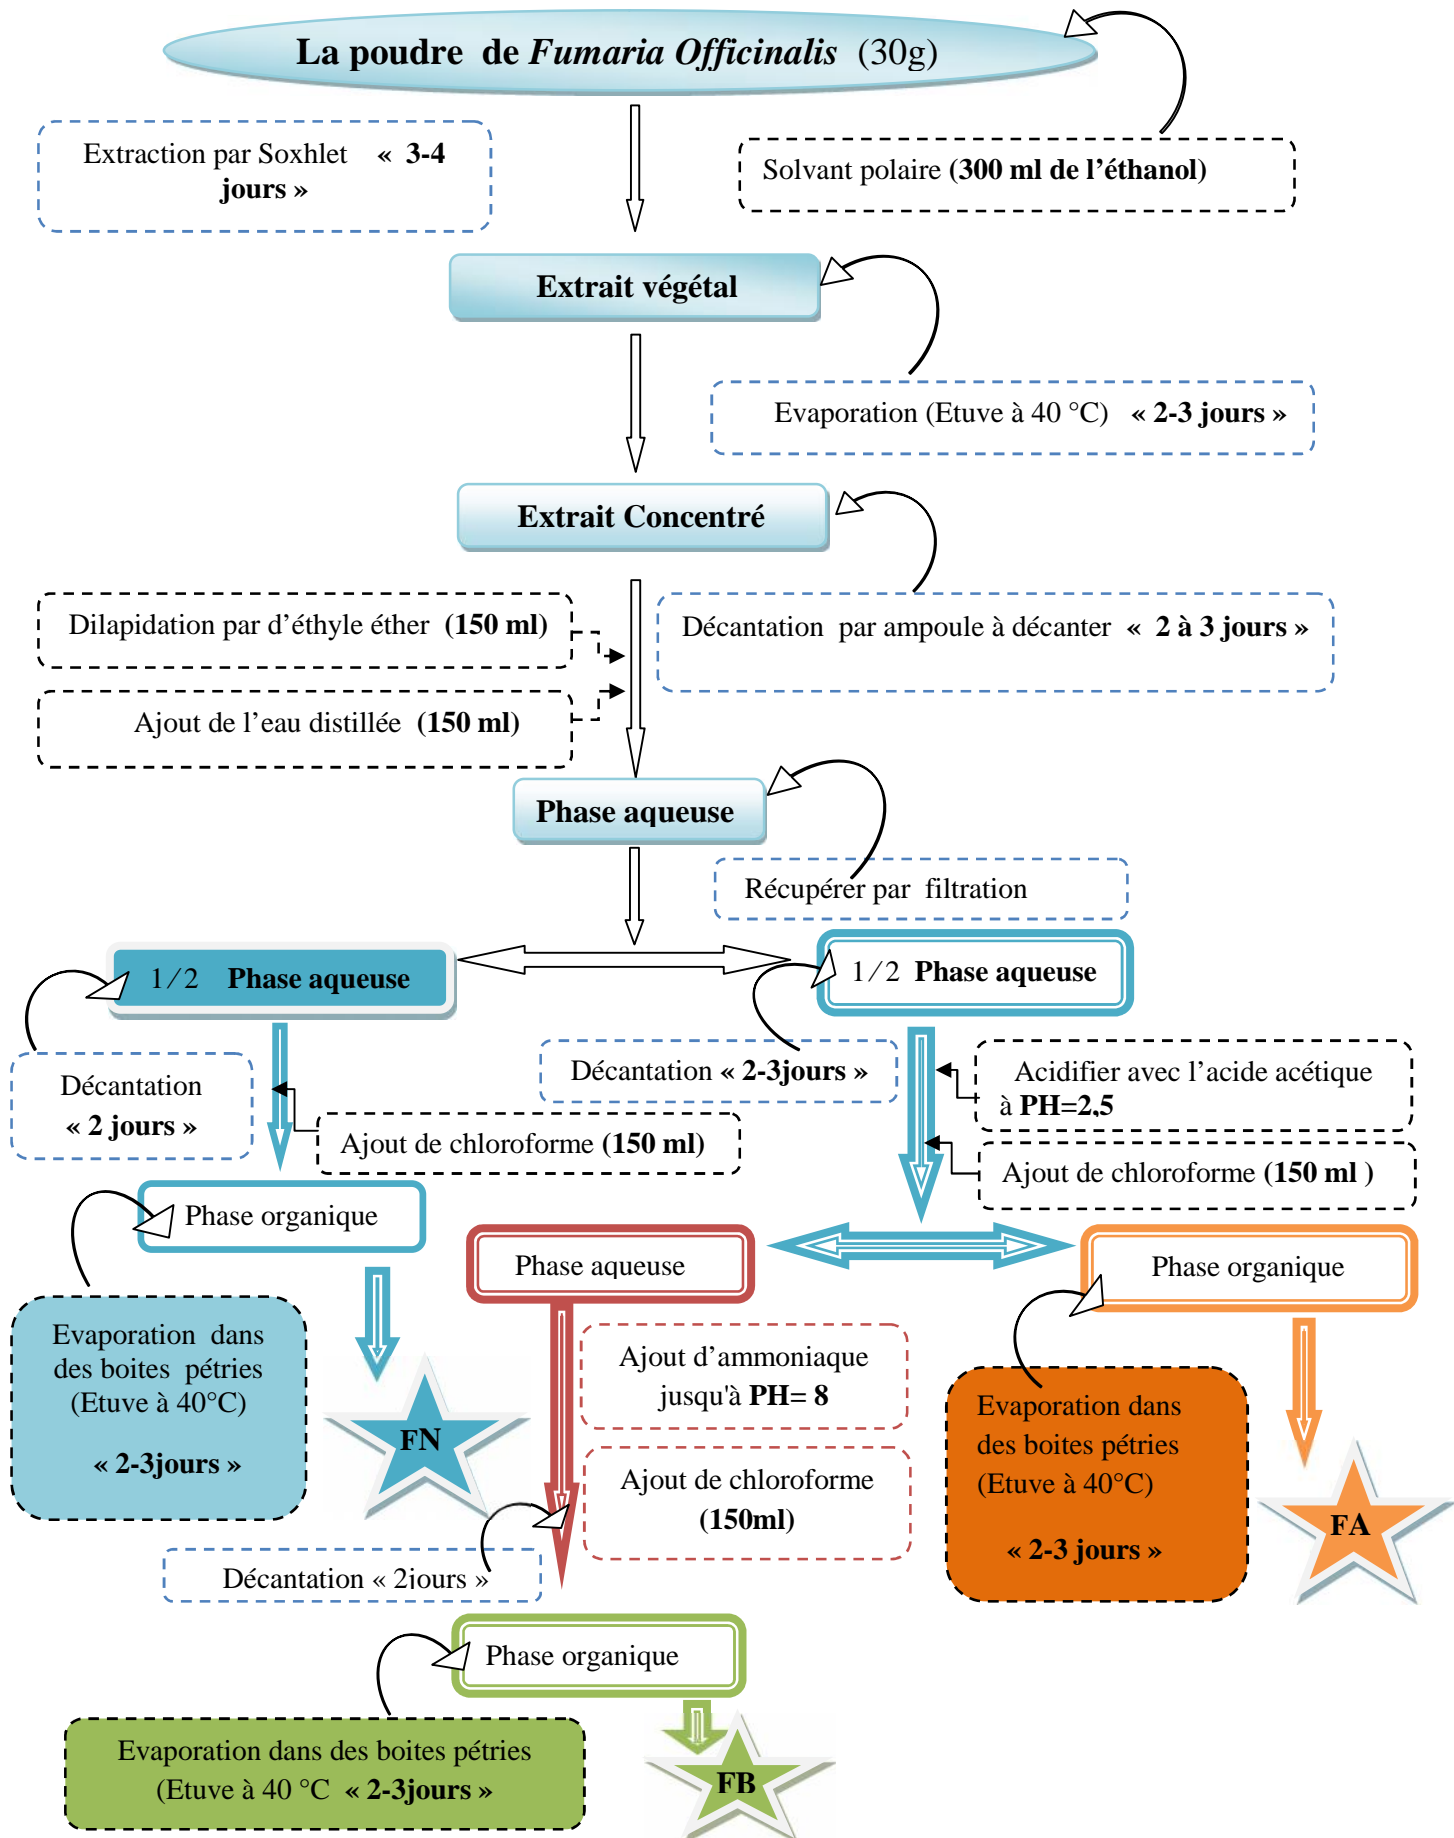 La poudre de Fumaria Officinalis (30g)
Extraction par Soxhlet « 3-4
jours »
Solvant polaire (300 ml de l’éthanol)
Extrait végétal
Evaporation (Etuve à 40 °C) « 2-3 jours »
Extrait Concentré
Dilapidation par d’éthyle éther (150 ml)
Décantation par ampoule à décanter « 2 à 3 jours »
Ajout de l’eau distillée (150 ml)
Phase aqueuse
Récupérer par filtration
1/2 Phase aqueuse
1/2 Phase aqueuse
Décantation
« 2 jours »
Décantation « 2-3jours »
Acidifier avec l’acide acétique
à PH=2,5
Ajout de chloroforme (150 ml)
Ajout de chloroforme (150 ml )
Phase organique
Phase aqueuse
Phase organique
Evaporation dans
des boites pétries
(Etuve à 40°C)
« 2-3jours »
FN
Ajout d’ammoniaque
jusqu'à PH= 8
Ajout de chloroforme
(150ml)
Evaporation dans
des boites pétries
(Etuve à 40°C)
« 2-3 jours »
FA
Décantation « 2jours »
Phase organique
Evaporation dans des boites pétries
(Etuve à 40 °C « 2-3jours »
FB